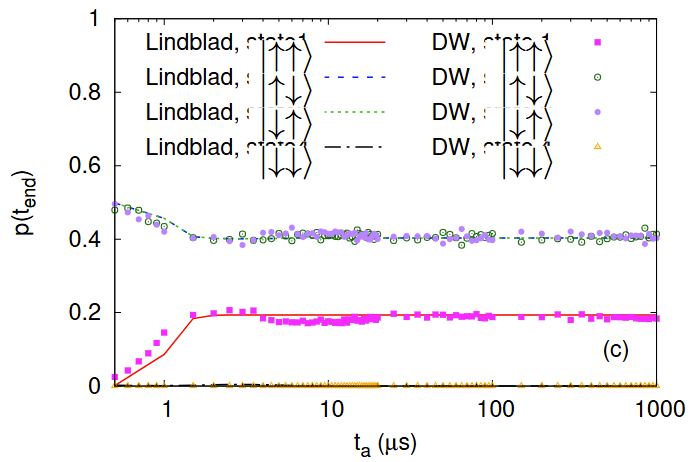 1
0.8
0.6
0.4
0.2
0
p(t_end)
Lindblad, |↑↑⟩ DW, |↑↑⟩
Lindblad, |↑↓⟩ DW, |↑↓⟩
Lindblad, |↓↑⟩ DW, |↓↑⟩
Lindblad, |↓↓⟩ DW, |↓↓⟩
(c)
1 10 100 1000
t_a (μs)